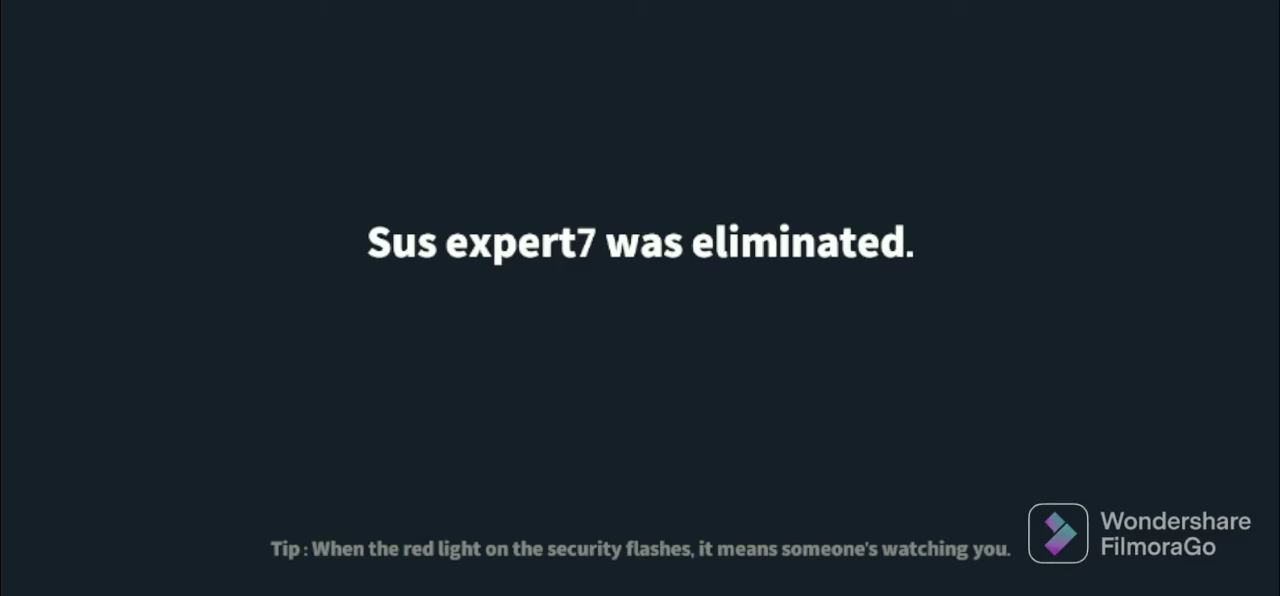 Sus expert7 was eliminated.
Tip : When the red light on the security flashes, it means someone's watching you.
Wondershare
FilmoraGo